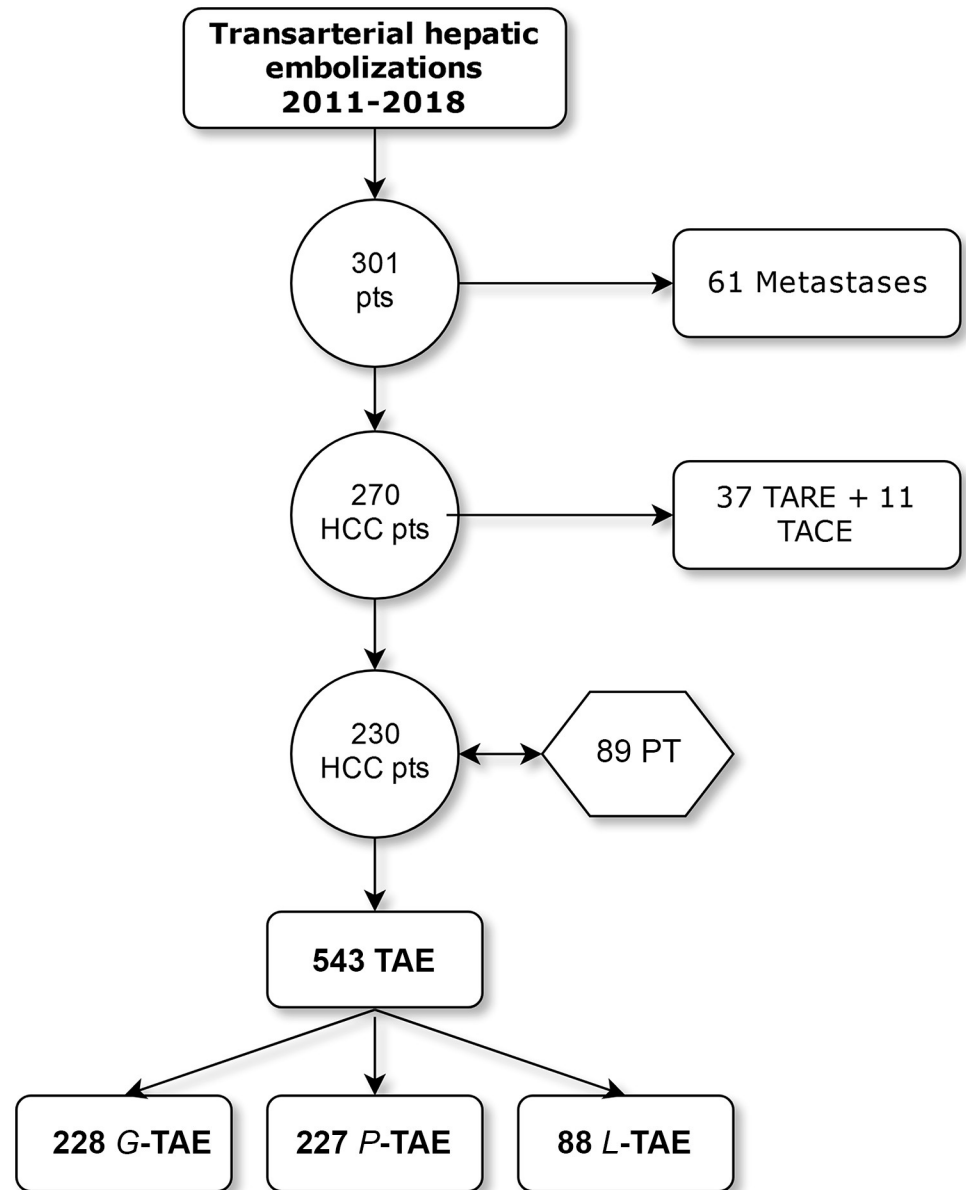 Transarterial hepatic
embolizations
2011-2018
301
pts
61 Metastases
270
HCC pts
37 TARE + 11
TACE
230
HCC pts
89 PT
543 TAE
228 G-TAE
227 P-TAE
88 L-TAE